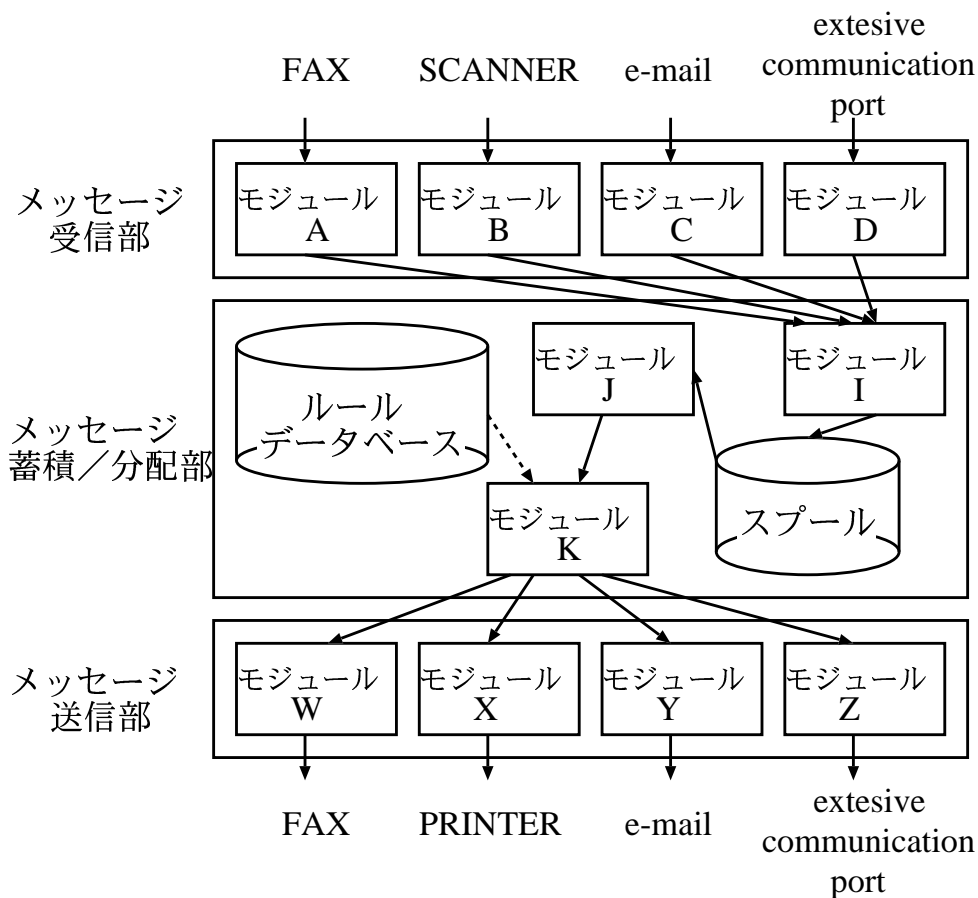 FAX
SCANNER
e-mail
extesive
communication
port
メッセージ
受信部
モジュール
A
モジュール
B
モジュール
C
モジュール
D
メッセージ
蓄積／分配部
ルール
データベース
モジュール
J
モジュール
I
モジュール
K
スプール
メッセージ
送信部
モジュール
W
モジュール
X
モジュール
Y
モジュール
Z
FAX
PRINTER
e-mail
extesive
communication
port